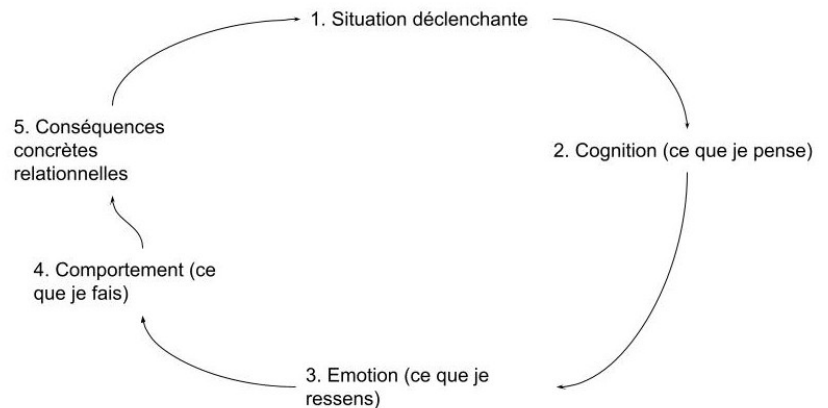 1. Situation déclenchante
2. Cognition (ce que je pense)
3. Emotion (ce que je
ressens)
4. Comportement (ce
que je fais)
5. Conséquences
concrètes
relationnelles